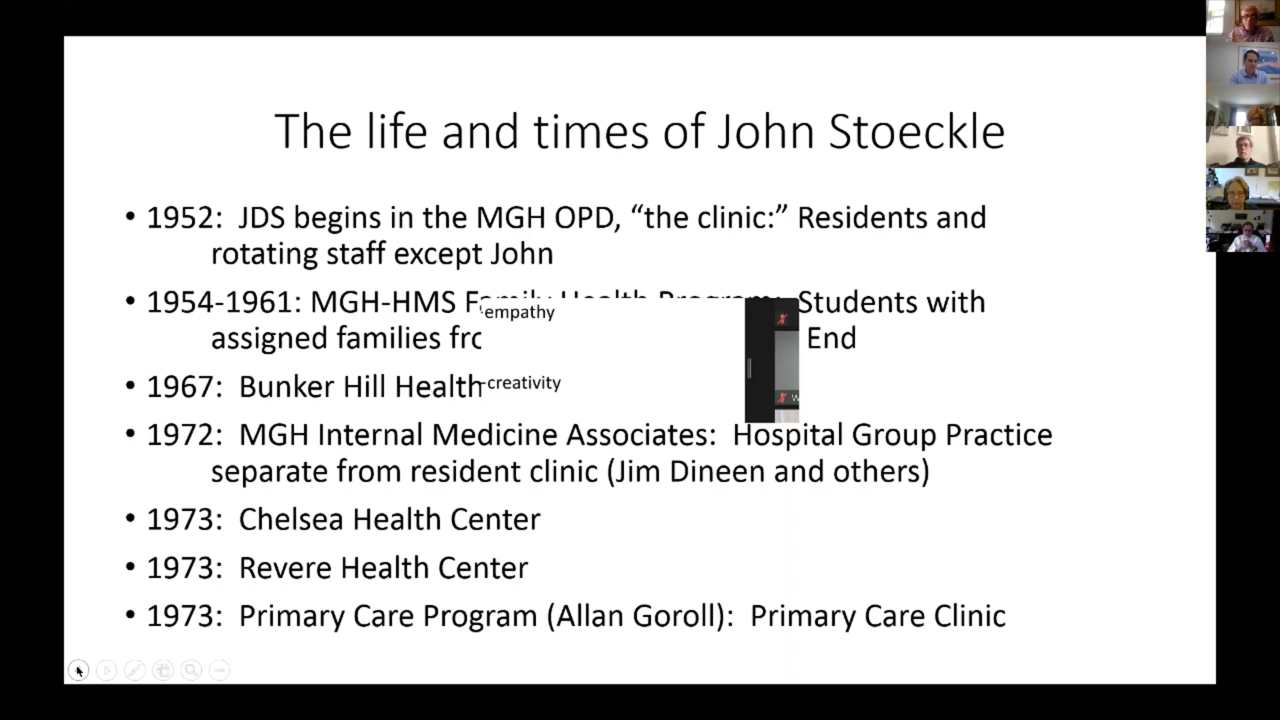 The life and times of John Stoeckle
• 1952: JDS begins in the MGH OPD, “the clinic:” Residents and
rotating staff except John
• 1954-1961: MGH-HMS Family Health Program: Students with
empathy
assigned families End
• 1967: Bunker Hill Health
-creativity
• 1972: MGH Internal Medicine Associates: Hospital Group Practice
separate from resident clinic (Jim Dineen and others)
• 1973: Chelsea Health Center
• 1973: Revere Health Center
• 1973: Primary Care Program (Allan Goroll): Primary Care Clinic